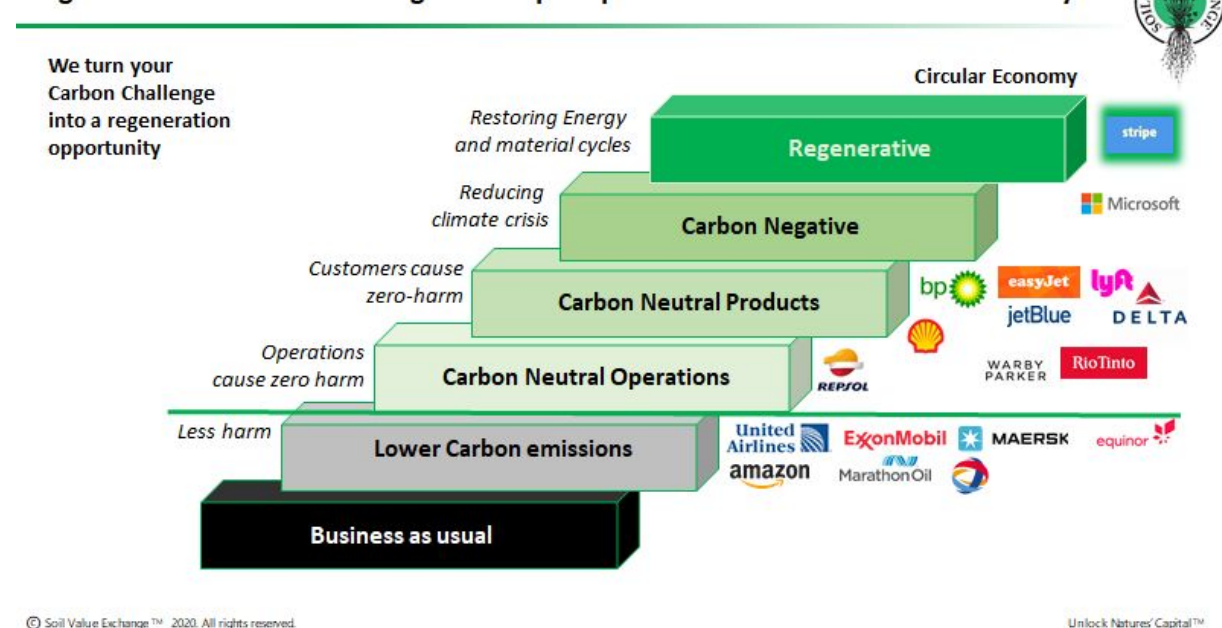 We turn your
Carbon Challenge
into a regeneration
opportunity
Circular Economy
Restoring Energy
and material cycles
Regenerative
stripe
Reducing
climate crisis
Carbon Negative
Microsoft
Customers cause
zero-harm
Carbon Neutral Products
bp
easyJet
lyft
jetBlue
DELTA
Operations
cause zero harm
Carbon Neutral Operations
REPSOL
WARBY
PARKER
RioTinto
Less harm
Lower Carbon emissions
United
Airlines
ExxonMobil
MAERSK
equinor
amazon
MarathonOil
Business as usual
© Soil Value Exchange™ 2020. All rights reserved.
Unlock Natures' Capital™